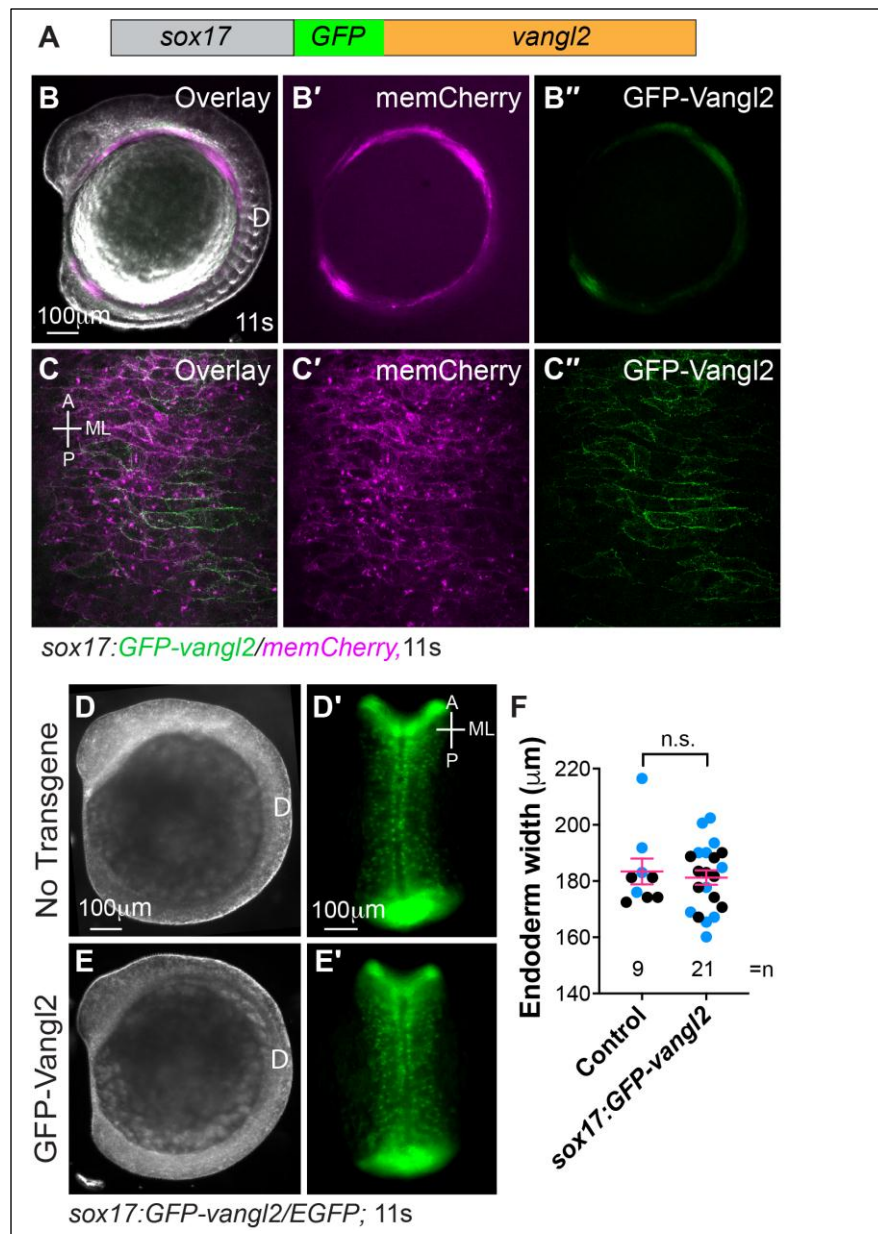 A
sox17 GFP vangl2
B Overlay
D
100μm
11s
B′ memCherry
B″ GFP-Vangl2
C Overlay
A
ML
P
C′ memCherry
C″ GFP-Vangl2
sox17:GFP-vangl2/memCherry,11s
No Transgene
D
D
100μm
D'
A
ML
P
100μm
GFP-Vangl2
E
D
E'
sox17:GFP-vangl2/EGFP; 11s
F
n.s.
Endoderm width (μm)
220
200
180
160
140
9 21 =n
Control
sox17:GFP-vangl2